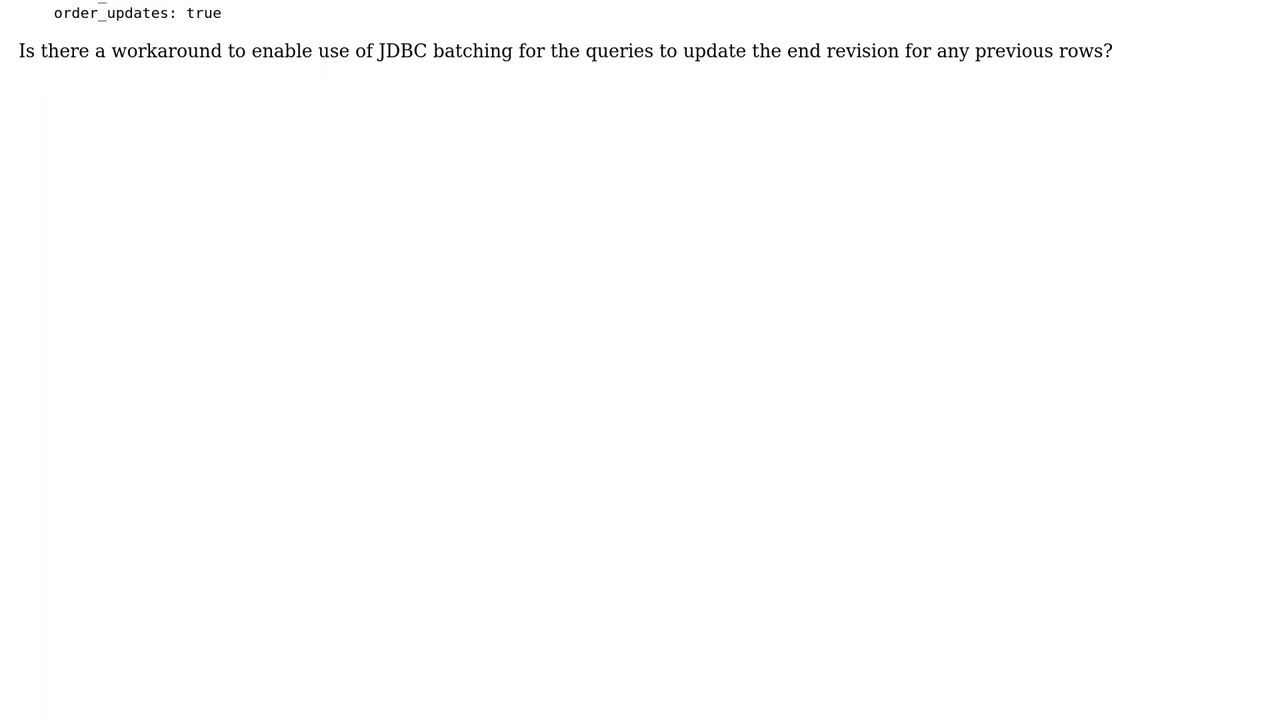 order_updates: true
Is there a workaround to enable use of JDBC batching for the queries to update the end revision for any previous rows?